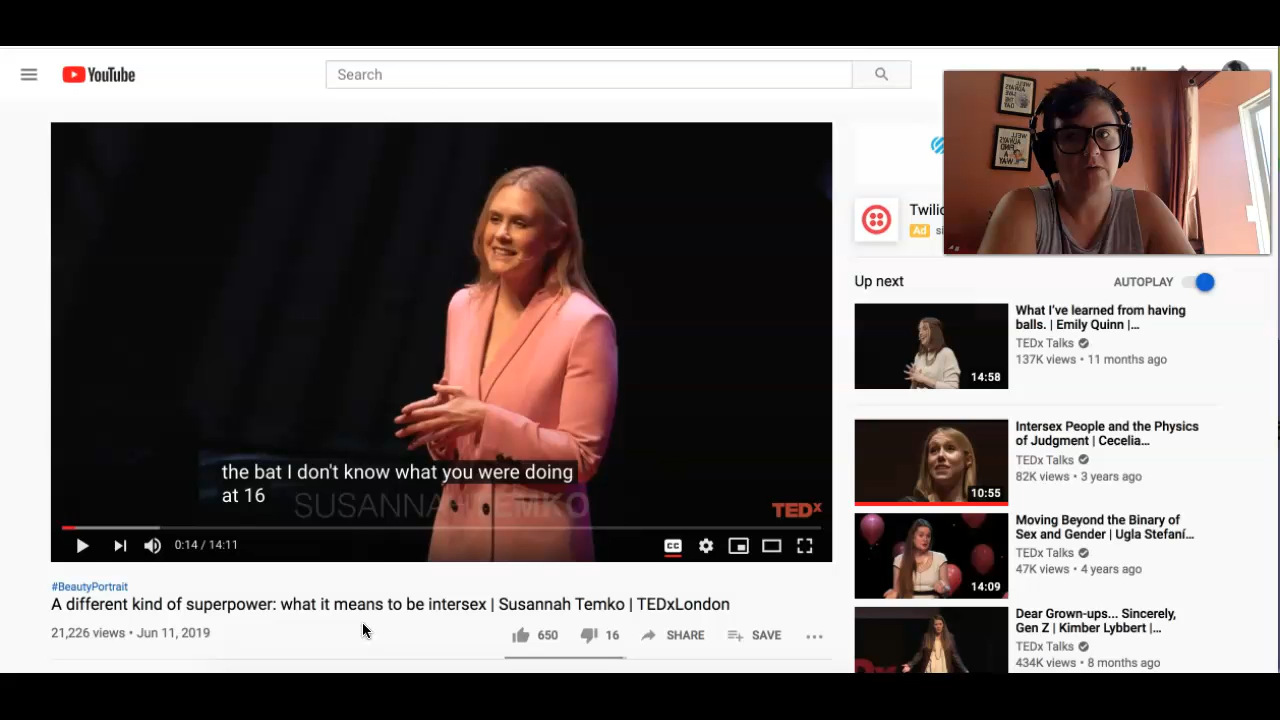 YouTube
Search
the bat I don't know what you were doing
at 16
SUSANNAH TEMKO
TEDx
0:14 / 14:11
CC
#BeautyPortrait
A different kind of superpower: what it means to be intersex | Susannah Temko | TEDxLondon
21,226 views • Jun 11, 2019
650
16
SHARE
SAVE
Ad
Up next
AUTOPLAY
What I've learned from having
balls. | Emily Quinn |...
TEDx Talks
137K views • 11 months ago
14:58
Intersex People and the Physics
of Judgment | Cecelia...
TEDx Talks
82K views • 3 years ago
10:55
Moving Beyond the Binary of
Sex and Gender | Ugla Stefaní...
TEDx Talks
47K views • 4 years ago
14:09
Dear Grown-ups... Sincerely,
Gen Z | Kimber Lybbert |...
TEDx Talks
434K views • 8 months ago